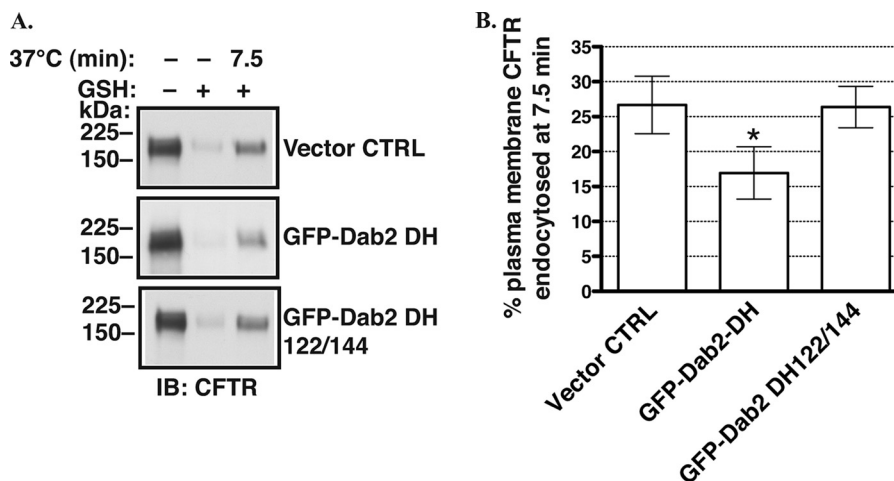 A.
37°C (min): – – 7.5
GSH: – + +
kDa:
225–
150–
Vector CTRL
225–
150–
GFP-Dab2 DH
225–
150–
GFP-Dab2 DH
122/144
IB: CFTR
B.
% plasma membrane CFTR
endocytosed at 7.5 min
35
30
25
20
15
10
5
0
*
Vector CTRL
GFP-Dab2-DH
GFP-Dab2 DH122/144